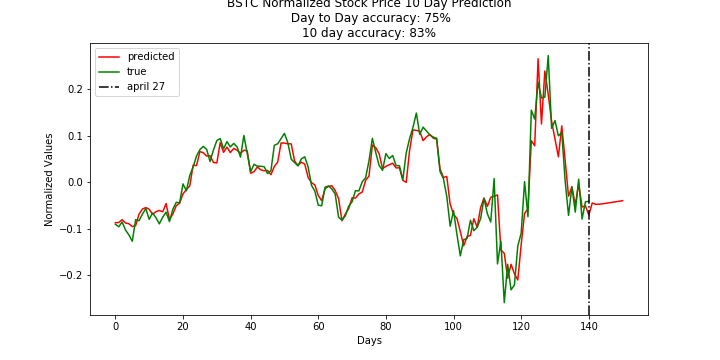 BSTC Normalized Stock Price 10 Day Prediction
Day to Day accuracy: 75%
10 day accuracy: 83%
predicted
true
april 27
Normalized Values
0.2
0.1
0.0
−0.1
−0.2
0 20 40 60 80 100 120 140
Days